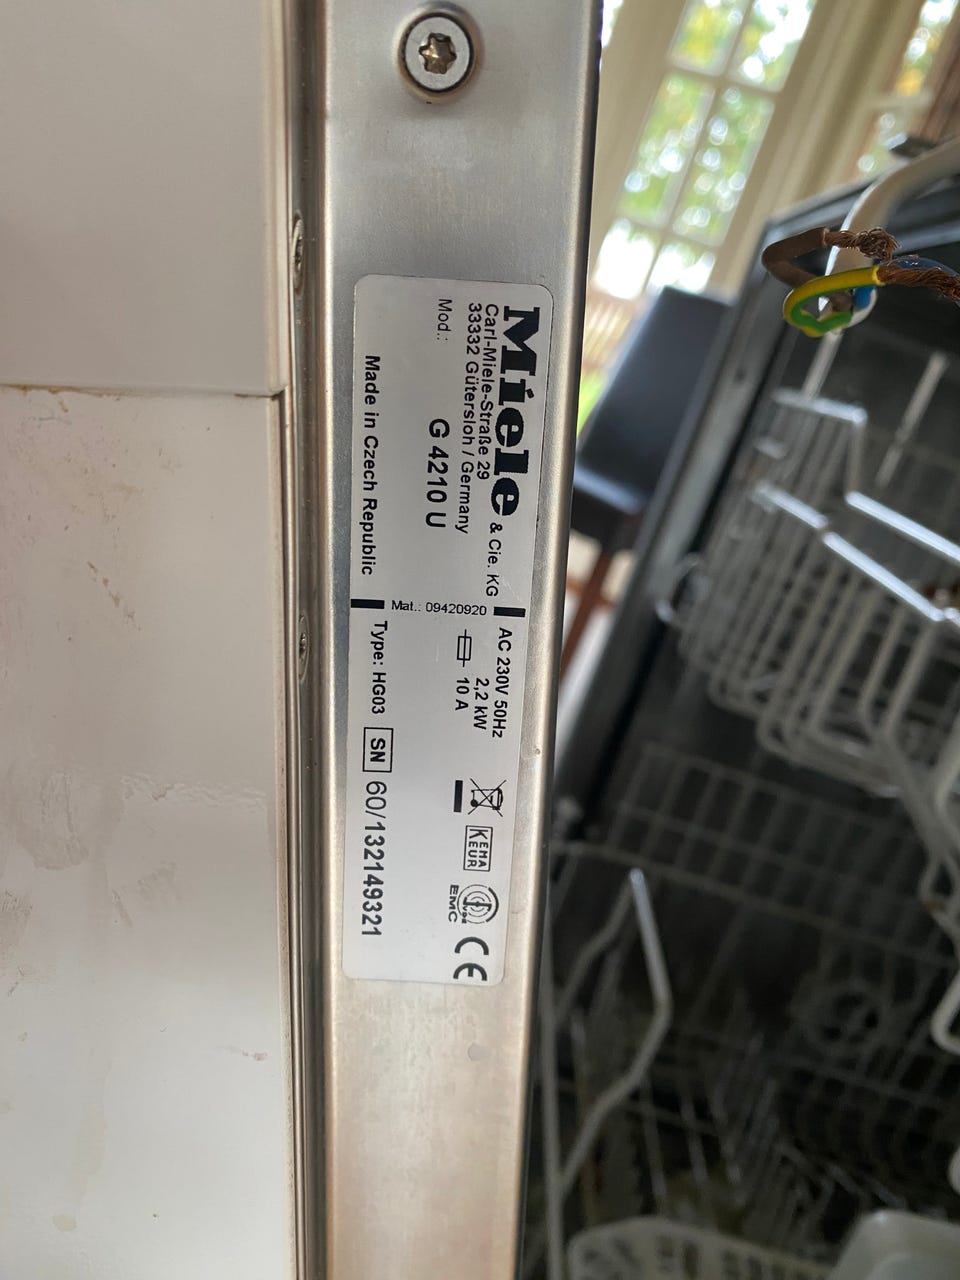 Miele & Cie. KG
Carl-Miele-Straße 29
33332 Gütersloh / Germany
Mod.: G 4210 U
Made in Czech Republic
Mat.: 09420920
AC 230V 50Hz
2,2 kW
10 A
Type: HG03 SN 60/132149321
KEMA
KEUR
EMC
CE